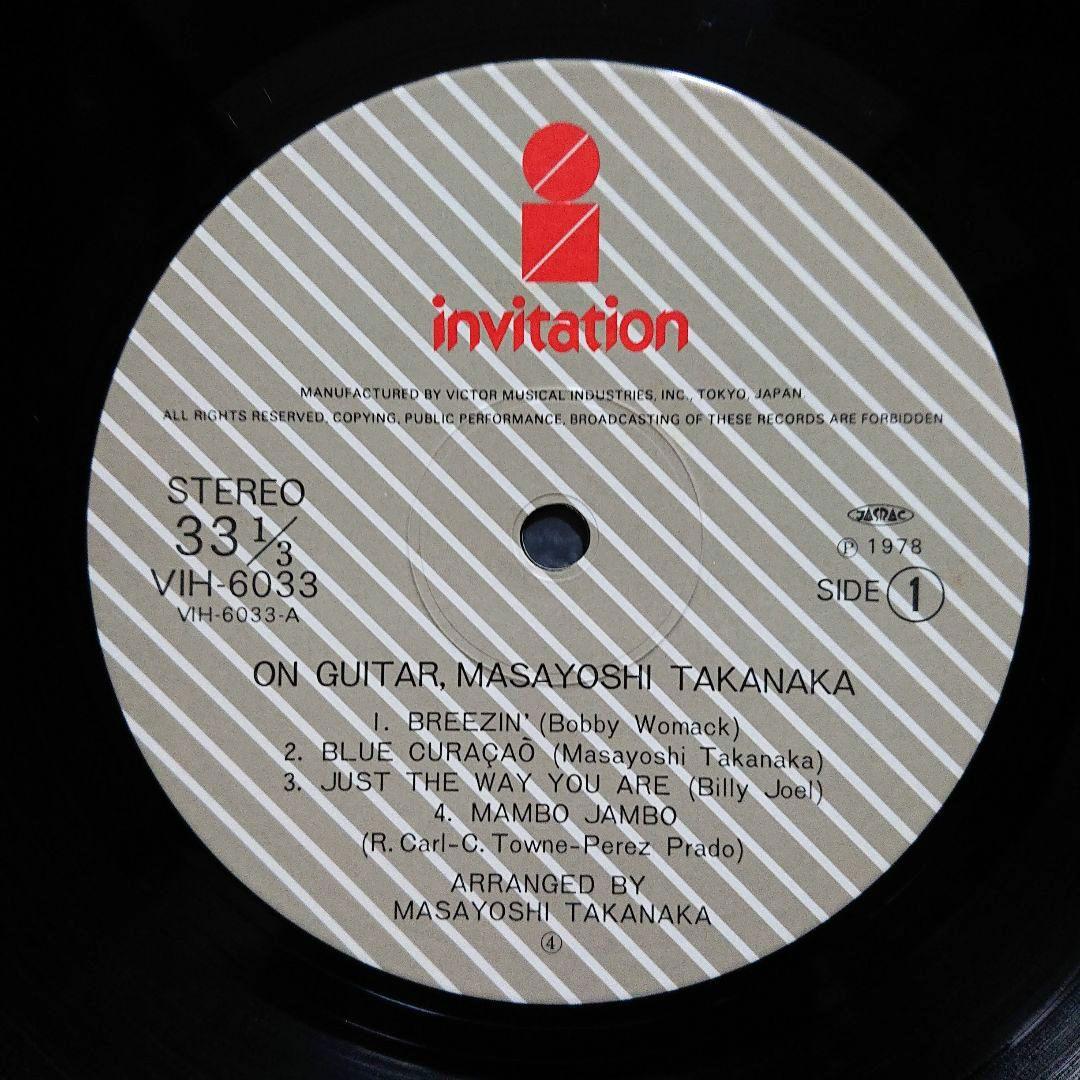 invitation
MANUFACTURED BY VICTOR MUSICAL INDUSTRIES, INC., TOKYO, JAPAN.
ALL RIGHTS RESERVED, COPYING, PUBLIC PERFORMANCE, BROADCASTING OF THESE RECORDS ARE FORBIDDEN
STEREO
33 1/3
VIH-6033
VIH-6033-A
JASRAC
Ⓟ 1978
SIDE 1
ON GUITAR, MASAYOSHI TAKANAKA
1. BREEZIN' (Bobby Womack)
2. BLUE CURAÇAÕ (Masayoshi Takanaka)
3. JUST THE WAY YOU ARE (Billy Joel)
4. MAMBO JAMBO
(R. Carl-C. Towne-Perez Prado)
ARRANGED BY
MASAYOSHI TAKANAKA
④